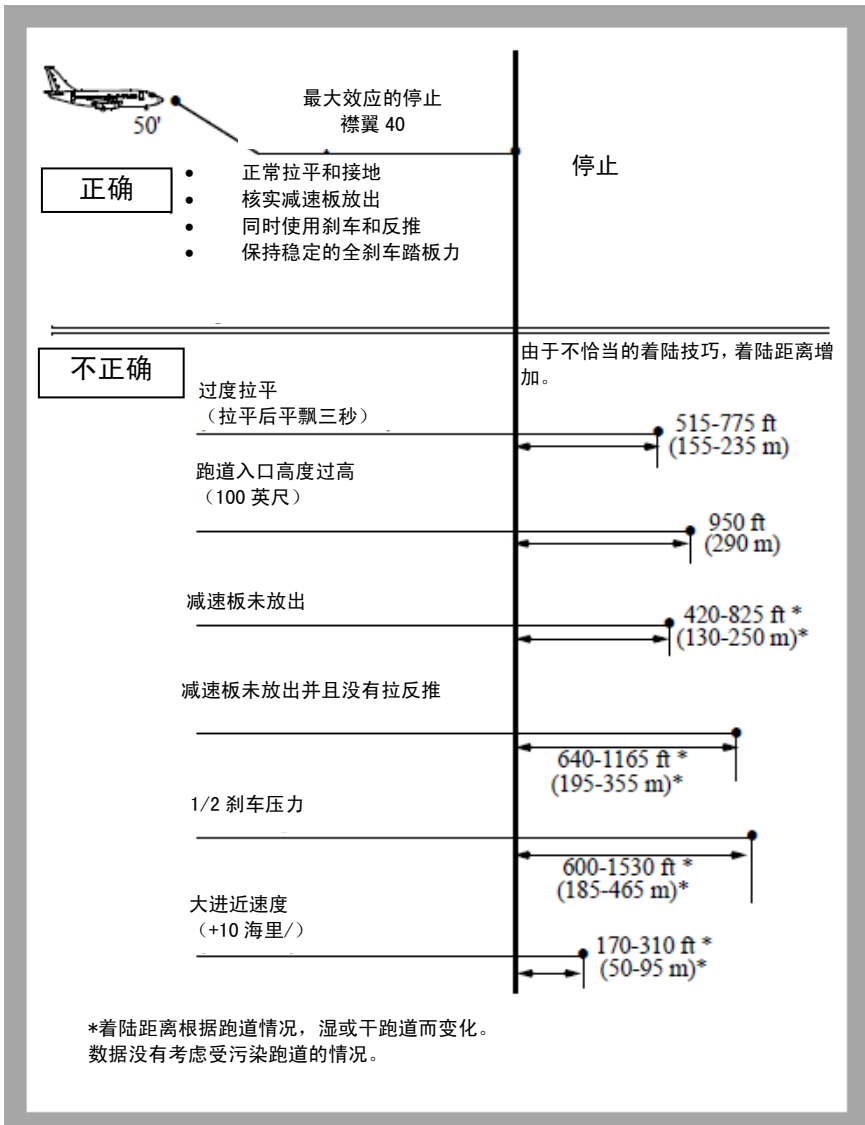 最大效应的停止
襟翼 40
50'
停止
正确
• 正常拉平和接地
• 核实减速板放出
• 同时使用刹车和反推
• 保持稳定的全刹车踏板力
不正确
由于不恰当的着陆技巧，着陆距离增
加。
过度拉平
（拉平后平飘三秒）
515-775 ft
(155-235 m)
跑道入口高度过高
（100 英尺）
950 ft
(290 m)
减速板未放出
420-825 ft *
(130-250 m)*
减速板未放出并且没有拉反推
640-1165 ft *
(195-355 m)*
1/2 刹车压力
600-1530 ft *
(185-465 m)*
大进近速度
（+10 海里/）
170-310 ft *
(50-95 m)*
*着陆距离根据跑道情况，湿或干跑道而变化。
数据没有考虑受污染跑道的情况。